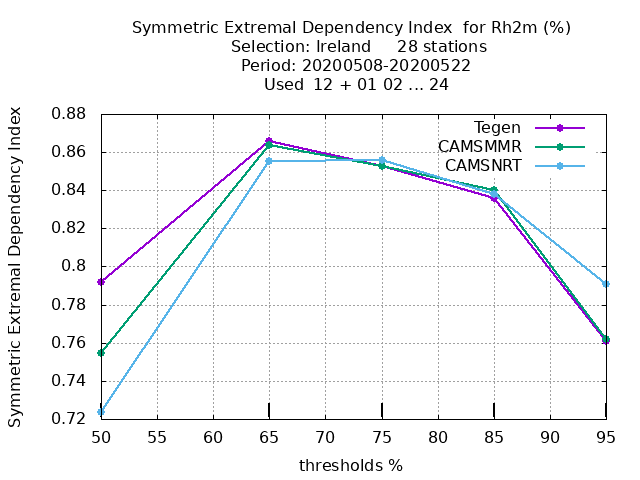 Symmetric Extremal Dependency Index  for Rh2m (%)
Selection: Ireland     28 stations
Period: 20200508-20200522
Used  12 + 01 02 ... 24
Symmetric Extremal Dependency Index
0.88
0.86
0.84
0.82
0.8
0.78
0.76
0.74
0.72
Tegen
CAMSMMR
CAMSNRT
50 55 60 65 70 75 80 85 90 95
thresholds %